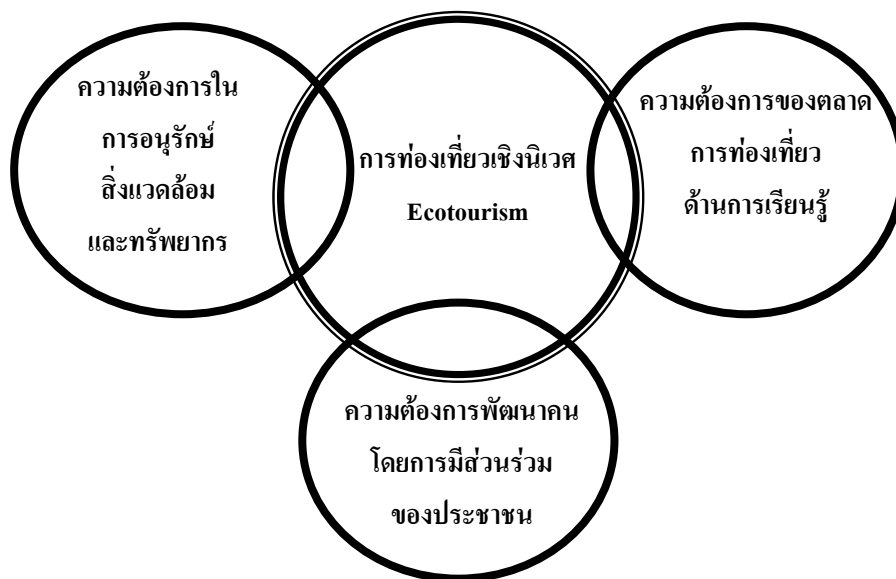 ความต้องการใน
การอนุรักษ์
สิ่งแวดล้อม
และทรัพยากร
การท่องเที่ยวเชิงนิเวศ
Ecotourism
ความต้องการของตลาด
การท่องเที่ยว
ด้านการเรียนรู้
ความต้องการพัฒนาคน
โดยการมีส่วนร่วม
ของประชาชน